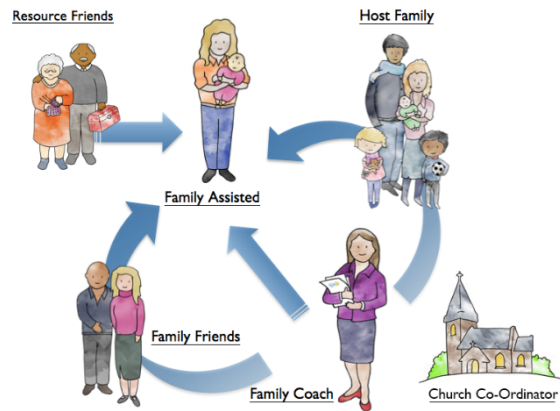 Resource Friends
Host Family
Family Assisted
Family Friends
Family Coach
Church Co-Ordinator